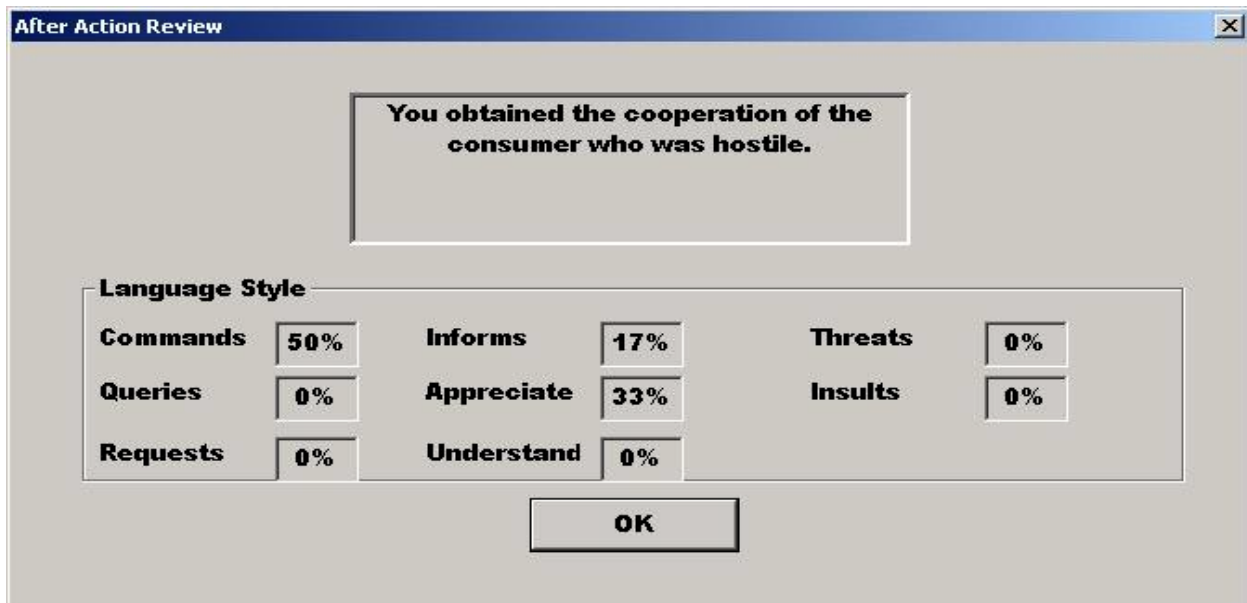 After Action Review
You obtained the cooperation of the
consumer who was hostile.
Language Style
Commands 50% Informs 17% Threats 0%
Queries 0% Appreciate 33% Insults 0%
Requests 0% Understand 0%
OK